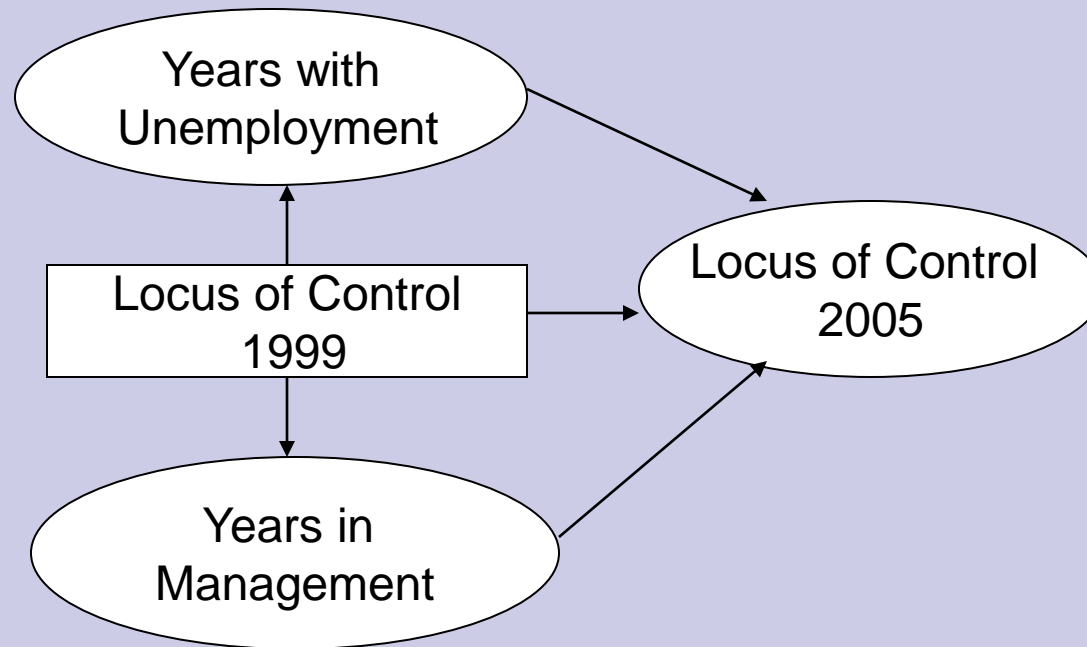 Years with
Unemployment
Locus of Control
1999
Locus of Control
2005
Years in
Management